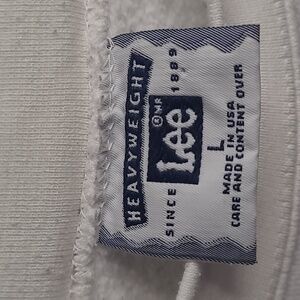 HEAVYWEIGHT
Lee
® MR
SINCE 1889
L
MADE IN USA
CARE AND CONTENT OVER